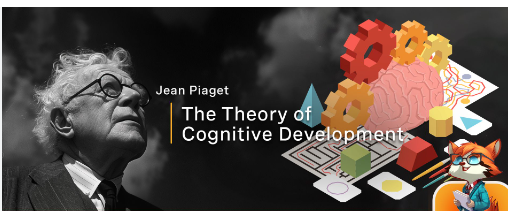 Jean Piaget
The Theory of
Cognitive Development